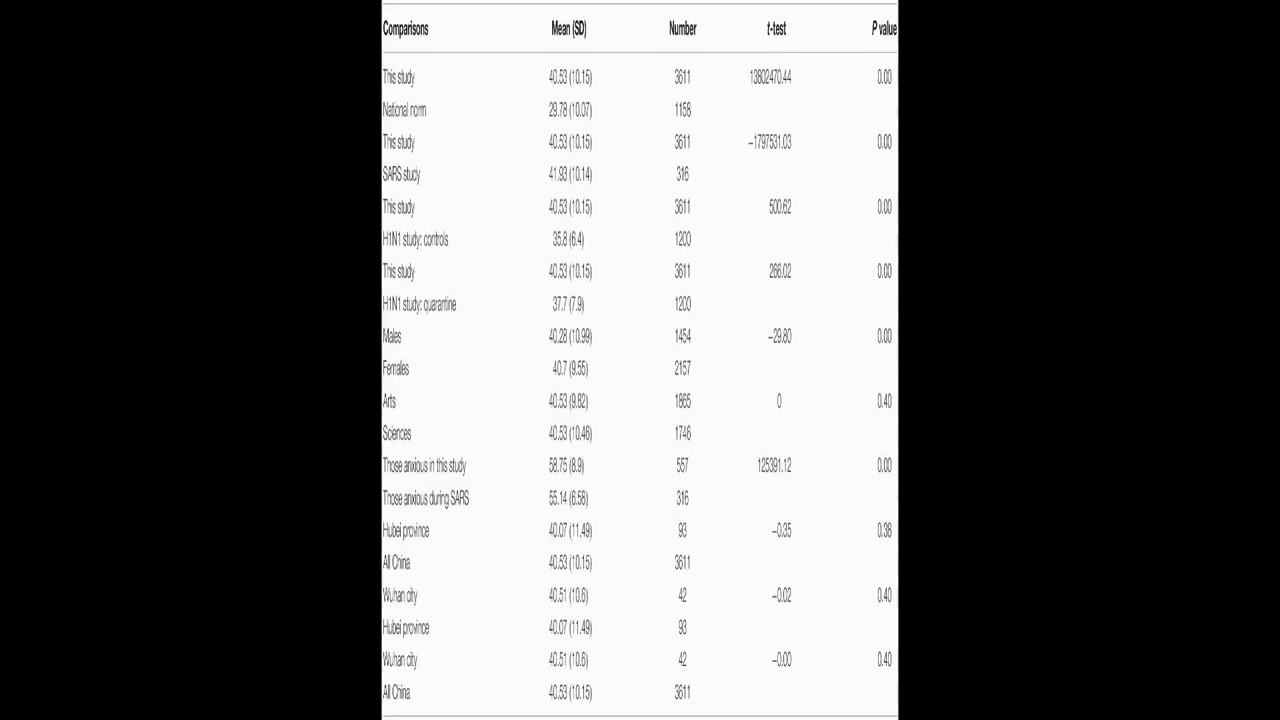 Comparisons Mean (SD) Number t-test P value
This study 40.53 (10.15) 3611 13802470.44 0.00
National norm 29.78 (10.07) 1158
This study 40.53 (10.15) 3611 −1797531.03 0.00
SARS study 41.93 (10.14) 316
This study 40.53 (10.15) 3611 500.62 0.00
H1N1 study: controls 35.8 (6.4) 1200
This study 40.53 (10.15) 3611 266.02 0.00
H1N1 study: quarantine 37.7 (7.9) 1200
Males 40.28 (10.99) 1454 −29.80 0.00
Females 40.7 (9.55) 2157
Arts 40.53 (9.82) 1865 0 0.40
Sciences 40.53 (10.46) 1746
Those anxious in this study 58.75 (8.9) 557 125391.12 0.00
Those anxious during SARS 55.14 (6.58) 316
Hubei province 40.07 (11.49) 93 −0.35 0.38
All China 40.53 (10.15) 3611
Wuhan city 40.51 (10.6) 42 −0.02 0.40
Hubei province 40.07 (11.49) 93
Wuhan city 40.51 (10.6) 42 −0.00 0.40
All China 40.53 (10.15) 3611